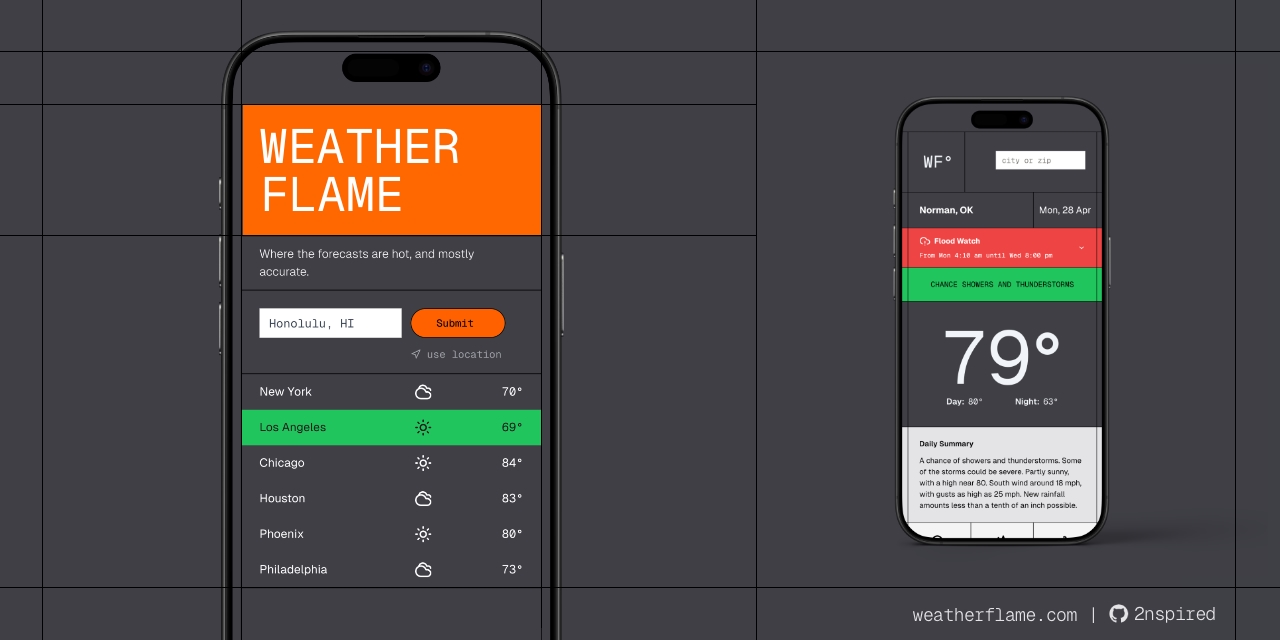 WEATHER
FLAME
Where the forecasts are hot, and mostly
accurate.
Honolulu, HI
Submit
use location
New York 70°
Los Angeles 69°
Chicago 84°
Houston 83°
Phoenix 80°
Philadelphia 73°
WF°
city or zip
Norman, OK
Mon, 28 Apr
Flood Watch
From Mon 4:10 am until Wed 8:00 pm
CHANCE SHOWERS AND THUNDERSTORMS
79°
Day: 80° Night: 63°
Daily Summary
A chance of showers and thunderstorms. Some
of the storms could be severe. Partly sunny,
with a high near 80. South wind around 18 mph,
with gusts as high as 25 mph. New rainfall
amounts less than a tenth of an inch possible.
weatherflame.com | 2nspired